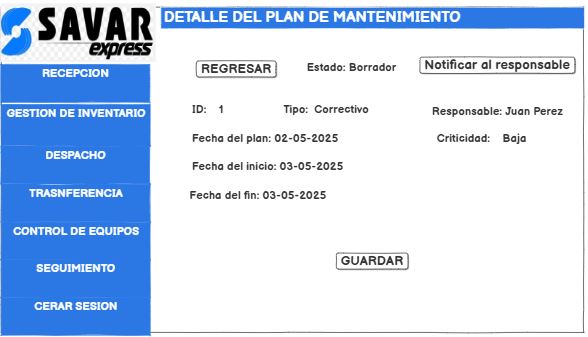 SAVAR
express
DETALLE DEL PLAN DE MANTENIMIENTO
RECEPCION
GESTION DE INVENTARIO
DESPACHO
TRASNFERENCIA
CONTROL DE EQUIPOS
SEGUIMIENTO
CERAR SESION
REGRESAR Estado: Borrador Notificar al responsable
ID: 1 Tipo: Correctivo Responsable: Juan Perez
Fecha del plan: 02-05-2025 Criticidad: Baja
Fecha del inicio: 03-05-2025
Fecha del fin: 03-05-2025
GUARDAR